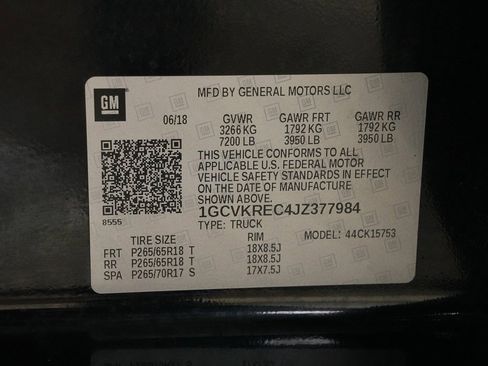 GM
MFD BY GENERAL MOTORS LLC
06/18 GVWR GAWR FRT GAWR RR
3266 KG 1792 KG 1792 KG
7200 LB 3950 LB 3950 LB
THIS VEHICLE CONFORMS TO ALL
APPLICABLE U.S. FEDERAL MOTOR
VEHICLE SAFETY STANDARDS IN EFFECT
ON THE DATE OF MANUFACTURE SHOWN ABOVE.
8555
1GCVKREC4JZ377984
TYPE: TRUCK MODEL: 44CK15753
TIRE SIZE RIM
FRT P265/65R18 T 18X8.5J
RR P265/65R18 T 18X8.5J
SPA P265/70R17 S 17X7.5J